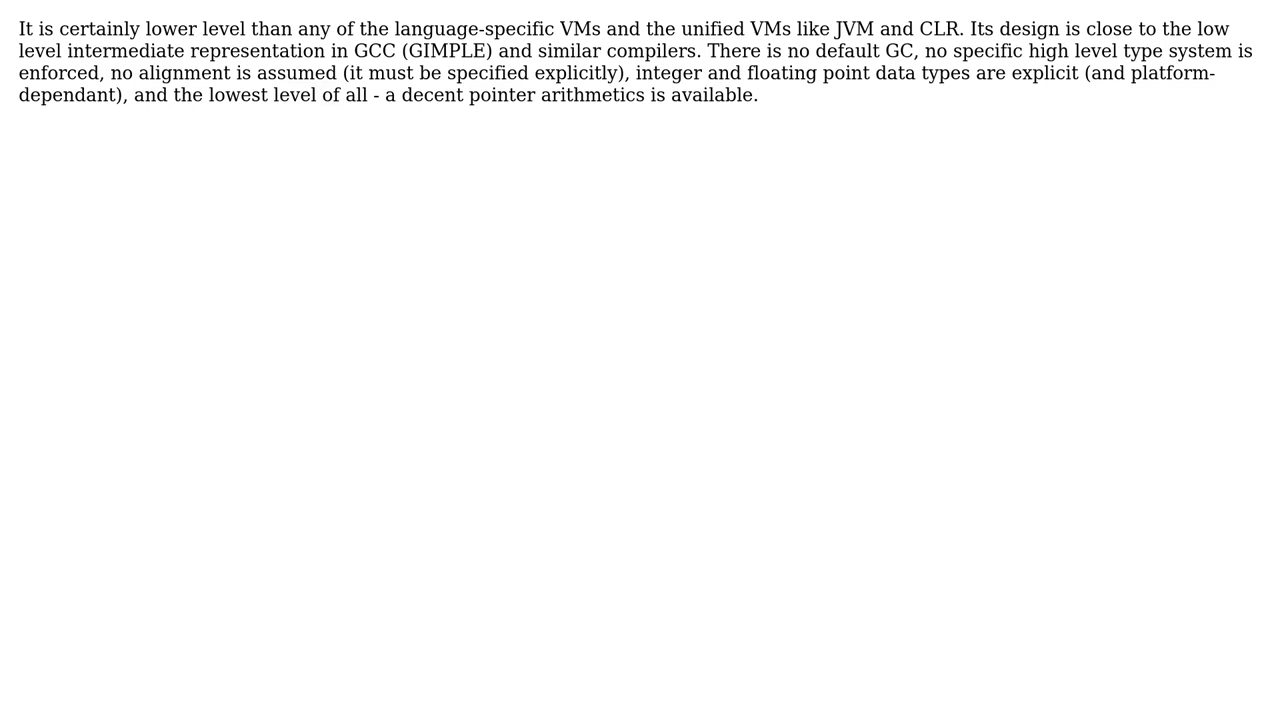 It is certainly lower level than any of the language-specific VMs and the unified VMs like JVM and CLR. Its design is close to the low
level intermediate representation in GCC (GIMPLE) and similar compilers. There is no default GC, no specific high level type system is
enforced, no alignment is assumed (it must be specified explicitly), integer and floating point data types are explicit (and platform-
dependant), and the lowest level of all - a decent pointer arithmetics is available.